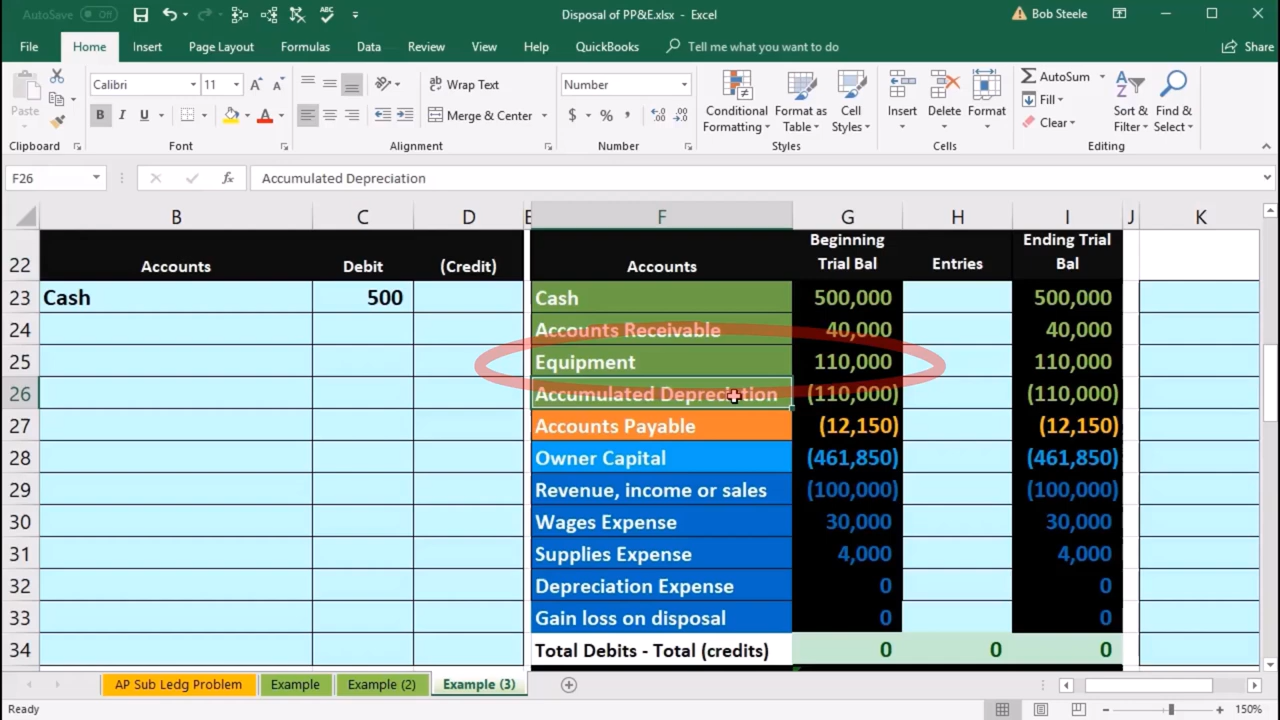 AutoSave Off
Disposal of PP&E.xlsx - Excel
Bob Steele
File Home Insert Page Layout Formulas Data Review View Help QuickBooks Tell me what you want to do Share
Paste
Calibri 11
B I U
Wrap Text
Merge & Center
Number
$ % ,
Conditional Formatting
Format as Table
Cell Styles
Insert Delete Format
AutoSum
Fill
Clear
Sort & Filter
Find & Select
Clipboard Font Alignment Number Styles Cells Editing
F26 fx Accumulated Depreciation
B C D E F G H I J K
22 Accounts Debit (Credit) Accounts Beginning Trial Bal Entries Ending Trial Bal
23 Cash 500 Cash 500,000 500,000
24 Accounts Receivable 40,000 40,000
25 Equipment 110,000 110,000
26 Accumulated Depreciation (110,000) (110,000)
27 Accounts Payable (12,150) (12,150)
28 Owner Capital (461,850) (461,850)
29 Revenue, income or sales (100,000) (100,000)
30 Wages Expense 30,000 30,000
31 Supplies Expense 4,000 4,000
32 Depreciation Expense 0 0
33 Gain loss on disposal 0 0
34 Total Debits - Total (credits) 0 0 0
AP Sub Ledg Problem Example Example (2) Example (3)
Ready 150%